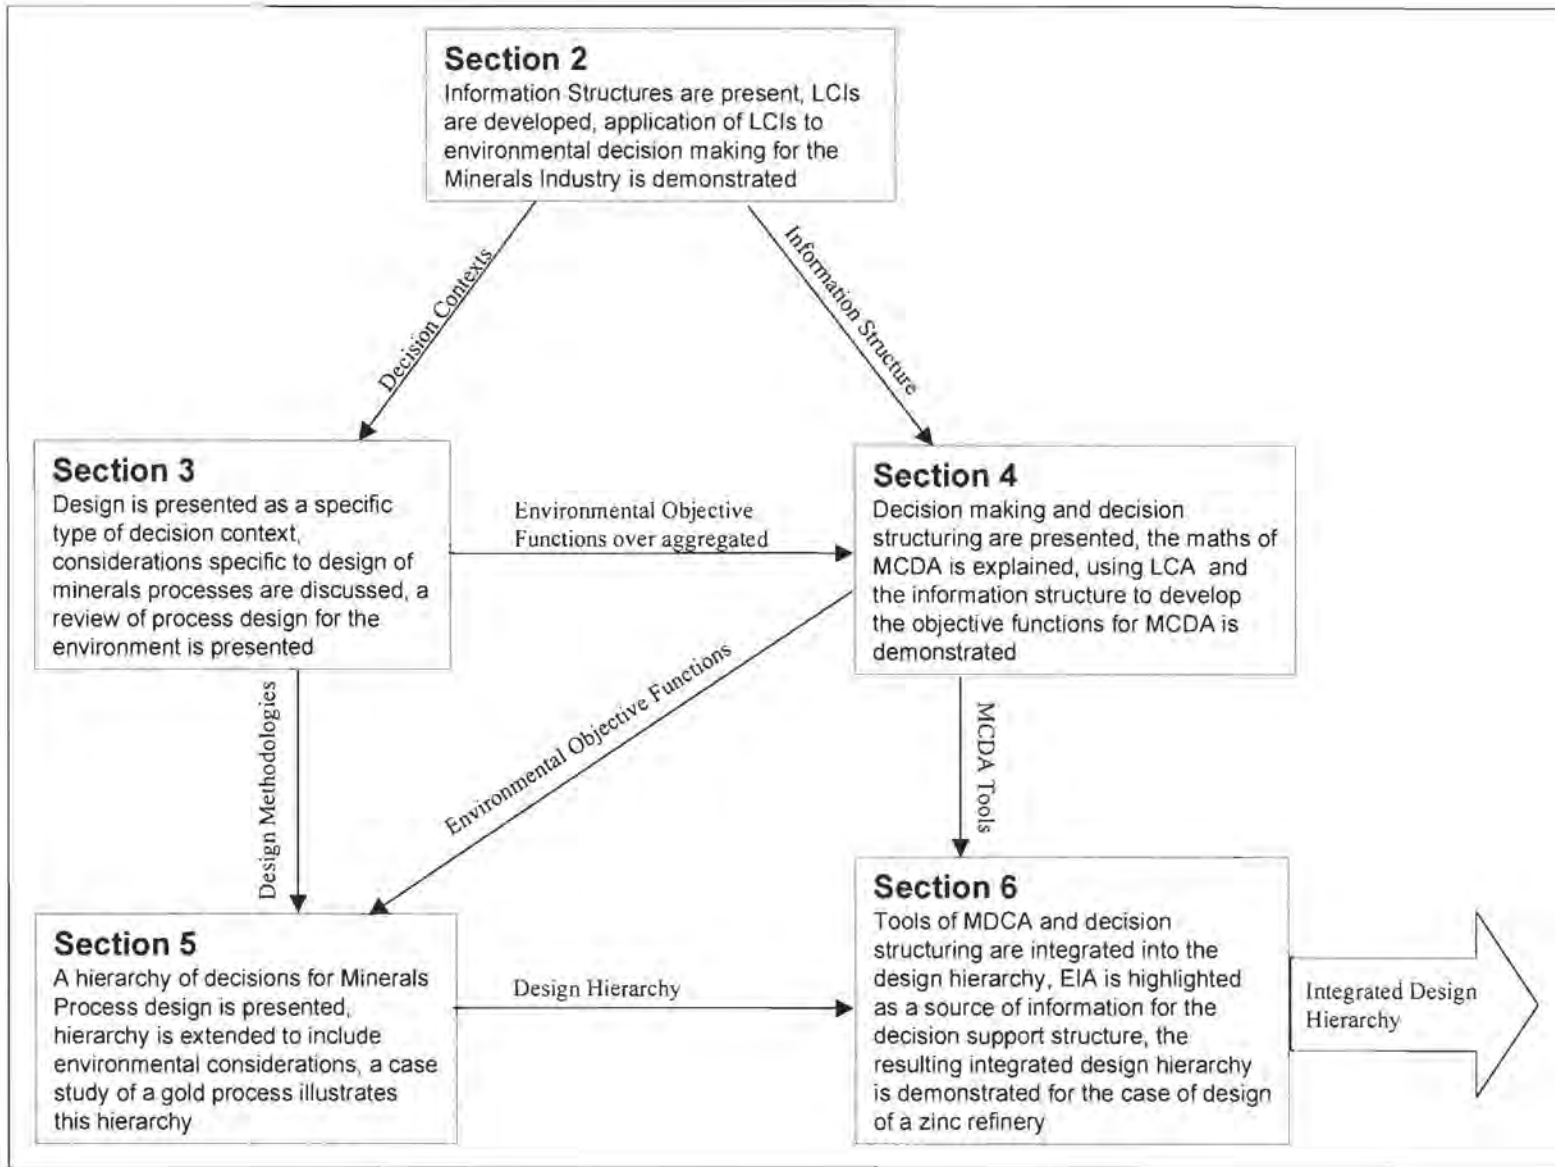 Section 2
Information Structures are present, LCIs
are developed, application of LCIs to
environmental decision making for the
Minerals Industry is demonstrated
Decision Contexts
Information Structure
Section 3
Design is presented as a specific
type of decision context,
considerations specific to design of
minerals processes are discussed, a
review of process design for the
environment is presented
Environmental Objective
Functions over aggregated
Section 4
Decision making and decision
structuring are presented, the maths of
MCDA is explained, using LCA and
the information structure to develop
the objective functions for MCDA is
demonstrated
Design Methodologies
Environmental Objective Functions
MCDA Tools
Section 5
A hierarchy of decisions for Minerals
Process design is presented,
hierarchy is extended to include
environmental considerations, a case
study of a gold process illustrates
this hierarchy
Design Hierarchy
Section 6
Tools of MDCA and decision
structuring are integrated into the
design hierarchy, EIA is highlighted
as a source of information for the
decision support structure, the
resulting integrated design hierarchy
is demonstrated for the case of design
of a zinc refinery
Integrated Design
Hierarchy